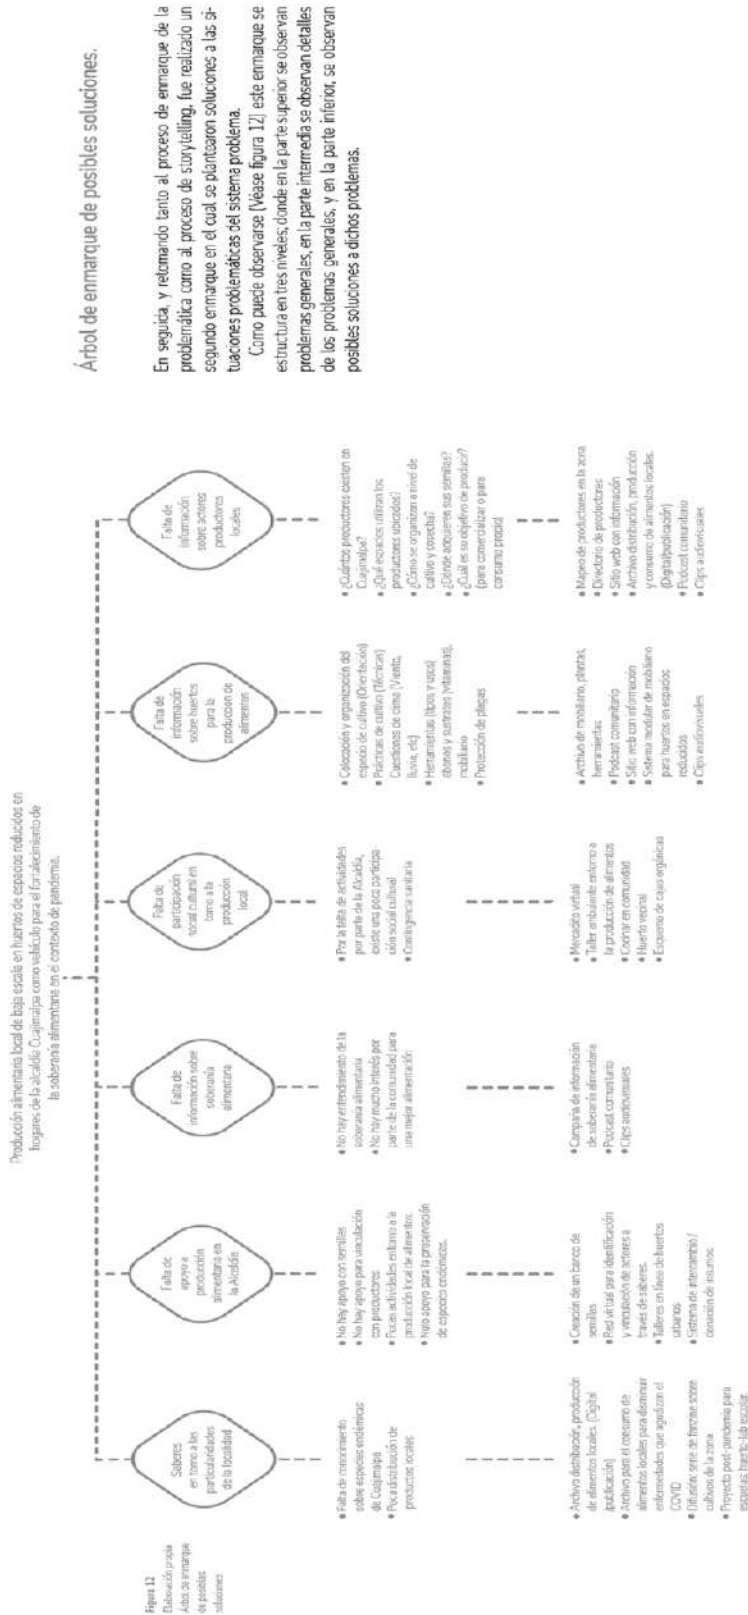 Árbol de enmarque de posibles soluciones.
En seguida, y retomando tanto al proceso de enmarque de la
problemática como al proceso de storytelling, fue realizado un
segundo enmarque en el cual se plantearon soluciones a las si-
tuaciones problemáticas del sistema problema.
Como puede observarse [Véase figura 12] este enmarque se
estructura en tres niveles; donde en la parte superior se observan
problemas generales, en la parte intermedia se observan detalles
de los problemas generales, y en la parte inferior, se observan
posibles soluciones a dichos problemas.
Figura 12
Elaboración propia
Árbol de enmarque
de posibles
soluciones
Producción alimentaria local de baja escala en huertos de espacios reducidos en
hogares de la alcaldía Cuajimalpa como vehículo para el fortalecimiento de
la soberanía alimentaria en el contexto de pandemia.
Saberes
en torno a las
particularidades
de la localidad
● Falta de conocimiento
sobre especies endémicas
de Cuajimalpa
● Poca distribución de
productos locales
● Archivo distribución, producción
de alimentos locales. (Digital
/publicación)
● Archivo para el consumo de
alimentos locales para disminuir
enfermedades que agudizan el
COVID
● Difusión: serie de fanzine sobre
cultivos de la zona
● Proyecto post-pandemia para
escuelas: huerto-lab escolar.
Falta de
apoyo a
producción
alimentaria en
la Alcaldía
● No hay apoyo con semillas
● No hay apoyo para vinculación
con productores
● Pocas actividades entorno a la
producción local de alimentos.
● Nulo apoyo para la preservación
de especies endémicas.
● Creación de un banco de
semillas
● Red virtual para identificación
y vinculación de actores a
través de saberes.
● Talleres en línea de huertos
urbanos
● Sistema de intercambio /
donación de insumos
Falta de
información sobre
soberanía
alimentaria
● No hay entendimiento de la
soberanía alimentaria
● No hay mucho interés por
parte de la comunidad para
una mejor alimentación
● Campaña de información
de soberanía alimentaria
● Podcast comunitario
● Clips audiovisuales
Falta de
participación
social cultural en
torno a la
producción
local
● Por la falta de actividades
por parte de la Alcaldía,
existe una poca participa-
ción social cultural
● Contingencia sanitaria
● Mercadito virtual
● Taller ambulante entorno a
la producción de alimentos
● Cocinar en comunidad
● Huerto vecinal
● Esquema de cajas orgánicas
Falta de
información
sobre huertos
para la
producción de
alimentos
● Colocación y organización del
espacio de cultivo (Orientación)
● Prácticas de cultivo (Técnicas)
Cuestiones de clima (Viento,
lluvia, etc)
● Herramientas (tipos y usos)
abonos y sustratos (vitaminas),
mobiliario
● Protección de plagas
● Archivo de mobiliario, plantas,
herramientas
● Podcast comunitario
● Sitio web con información
● Sistema modular de mobiliario
para huertos en espacios
reducidos
● Clips audiovisuales
Falta de
información
sobre actores
productores
locales
● ¿Cuántos productores existen en
Cuajimalpa?
● ¿Qué espacios utilizan los
productores ubicados?
● ¿Cómo se organizan a nivel de
cultivo y cosecha?
● ¿Dónde adquieren sus semillas?
● ¿Cuál es su objetivo de producir?
(para comercializar o para
consumo propio)
● Mapeo de productores en la zona
● Directorio de productores
● Sitio web con información
● Archivo distribución, producción
y consumo de alimentos locales.
(Digital/publicación)
● Podcast comunitario
● Clips audiovisuales